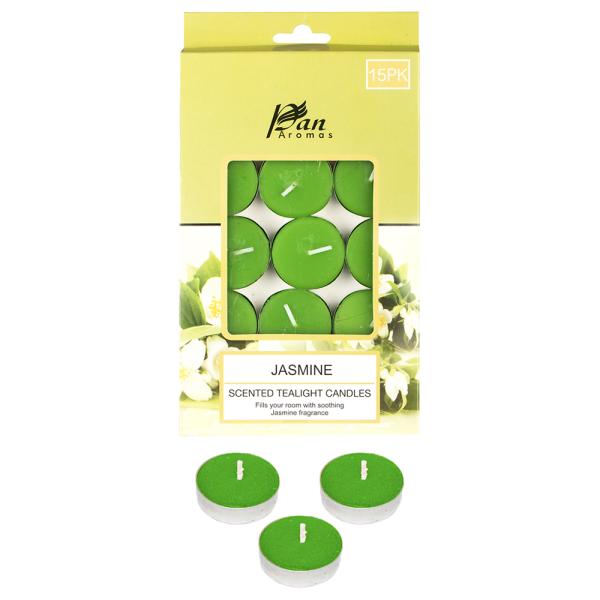 15PK
Pan
Aromas
JASMINE
SCENTED TEALIGHT CANDLES
Fills your room with soothing
Jasmine fragrance